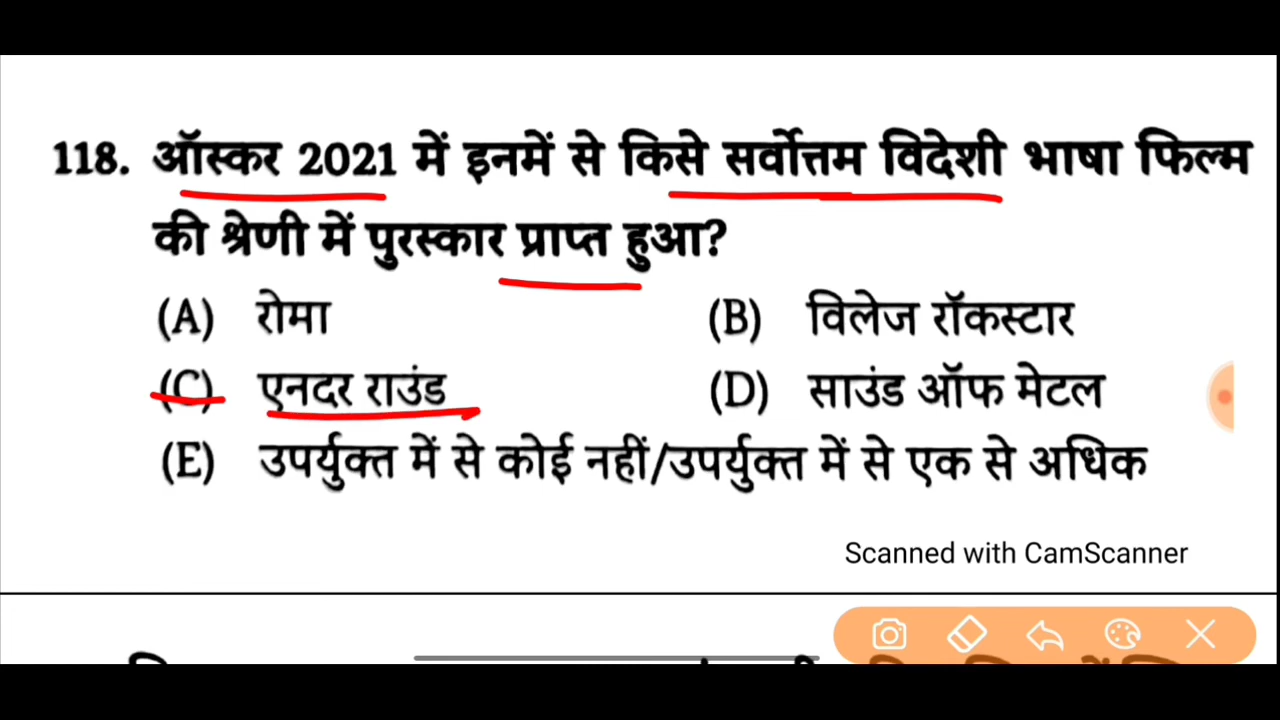 118. ऑस्कर 2021 में इनमें से किसे सर्वोत्तम विदेशी भाषा फिल्म
की श्रेणी में पुरस्कार प्राप्त हुआ?
(A) रोमा (B) विलेज रॉकस्टार
(C) एनदर राउंड (D) साउंड ऑफ मेटल
(E) उपर्युक्त में से कोई नहीं/उपर्युक्त में से एक से अधिक
Scanned with CamScanner